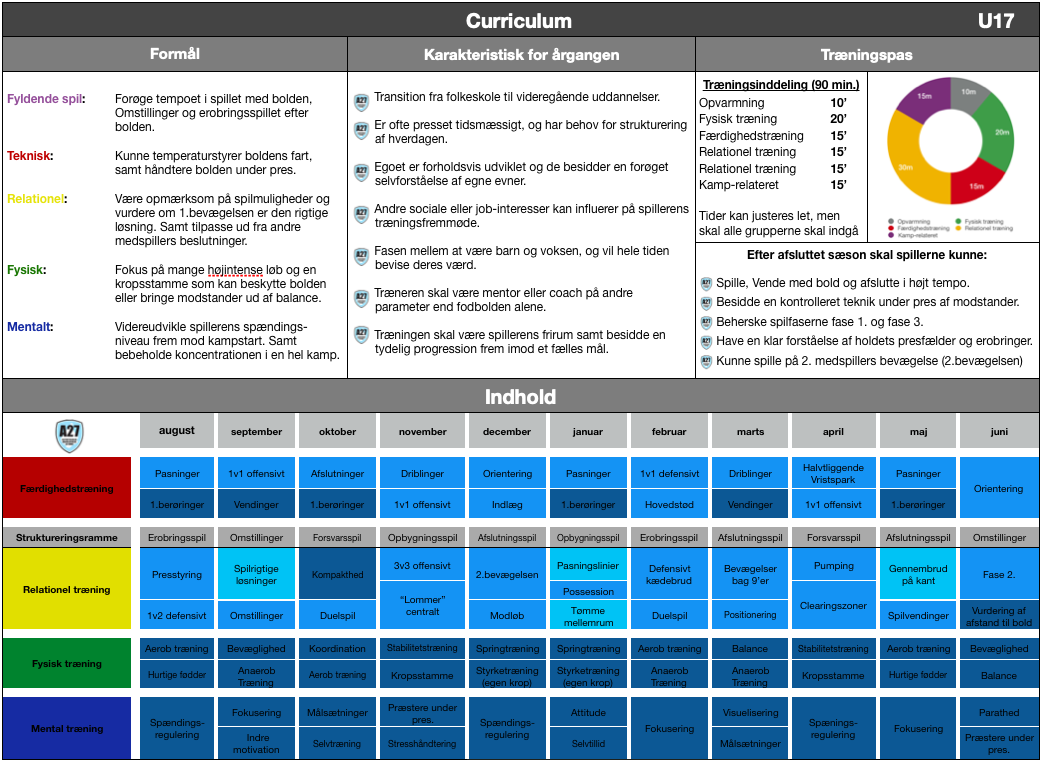 Curriculum
U17
Formål
Karakteristisk for årgangen
Træningspas
Fyldende spil:
Forøge tempoet i spillet med bolden,
Omstillinger og erobringsspillet efter
bolden.
Teknisk:
Kunne temperaturstyrer boldens fart,
samt håndtere bolden under pres.
Relationel:
Være opmærksom på spilmuligheder og
vurdere om 1.bevægelsen er den rigtige
løsning. Samt tilpasse ud fra andre
medspillers beslutninger.
Fysisk:
Fokus på mange højintense løb og en
kropsstamme som kan beskytte bolden
eller bringe modstander ud af balance.
Mentalt:
Videreudvikle spillerens spændings-
niveau frem mod kampstart. Samt
bebeholde koncentrationen i en hel kamp.
A27
Transition fra folkeskole til videregående uddannelser.
A27
Er ofte presset tidsmæssigt, og har behov for strukturering
af hverdagen.
A27
Egoet er forholdsvis udviklet og de besidder en forøget
selvforståelse af egne evner.
A27
Andre sociale eller job-interesser kan influerer på spillerens
træningsfremmøde.
A27
Fasen mellem at være barn og voksen, og vil hele tiden
bevise deres værd.
A27
Træneren skal være mentor eller coach på andre
parameter end fodbolden alene.
A27
Træningen skal være spillerens frirum samt besidde en
tydelig progression frem imod et fælles mål.
Træningsinddeling (90 min.)
Opvarmning 10’
Fysisk træning 20’
Færdighedstræning 15’
Relationel træning 15’
Relationel træning 15’
Kamp-relateret 15’
Tider kan justeres let, men
skal alle grupperne skal indgå
10m
20m
15m
30m
15m
Opvarmning
Fysisk træning
Færdighedstræning
Relationel træning
Kamp-relateret
Efter afsluttet sæson skal spillerne kunne:
A27
Spille, Vende med bold og afslutte i højt tempo.
A27
Besidde en kontrolleret teknik under pres af modstander.
A27
Beherske spilfaserne fase 1. og fase 3.
A27
Have en klar forståelse af holdets presfælder og erobringer.
A27
Kunne spille på 2. medspillers bevægelse (2.bevægelsen)
Indhold
A27
august
september
oktober
november
december
januar
februar
marts
april
maj
juni
Færdighedstræning
Pasninger
1v1 offensivt
Afslutninger
Driblinger
Orientering
Pasninger
1v1 defensivt
Driblinger
Halvtliggende
Vristspark
Pasninger
Orientering
1.berøringer
Vendinger
1.berøringer
1v1 offensivt
Indlæg
1.berøringer
Hovedstød
Vendinger
1v1 offensivt
1.berøringer
Struktureringsramme
Erobringsspil
Omstillinger
Forsvarsspil
Opbygningsspil
Afslutningsspil
Opbygningsspil
Erobringsspil
Afslutningsspil
Forsvarsspil
Afslutningsspil
Omstillinger
Relationel træning
Presstyring
Spilrigtige
løsninger
Kompakthed
3v3 offensivt
2.bevægelsen
Pasningslinier
Possession
Defensivt
kædebrud
Bevægelser
bag 9’er
Pumping
Gennembrud
på kant
Fase 2.
1v2 defensivt
Omstillinger
Duelspil
“Lommer”
centralt
Modløb
Tømme
mellemrum
Duelspil
Positionering
Clearingszoner
Spilvendinger
Vurdering af
afstand til bold
Fysisk træning
Aerob træning
Bevæglighed
Koordination
Stabilitetstræning
Springtræning
Springtræning
Aerob træning
Balance
Stabilitetstræning
Aerob træning
Bevæglighed
Hurtige fødder
Anaerob
Træning
Aerob træning
Kropsstamme
Styrketræning
(egen krop)
Styrketræning
(egen krop)
Anaerob
Træning
Anaerob
Træning
Kropsstamme
Hurtige fødder
Balance
Mental træning
Spændings-
regulering
Fokusering
Målsætninger
Præstere under
pres.
Spændings-
regulering
Attitude
Fokusering
Visuelisering
Spænings-
regulering
Fokusering
Parathed
Indre
motivation
Selvtræning
Stresshåndtering
Selvtillid
Målsætninger
Præstere under
pres.